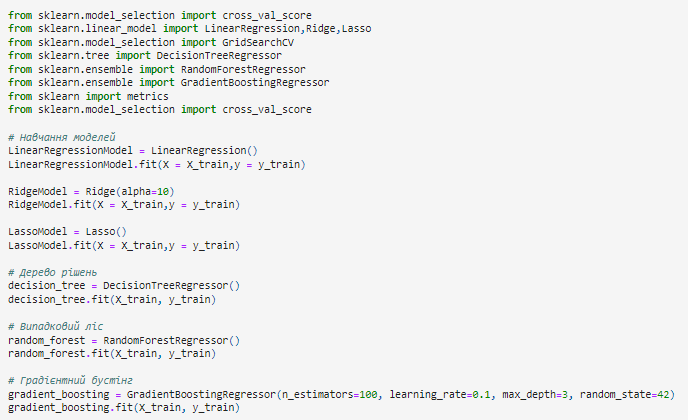 from sklearn.model_selection import cross_val_score
from sklearn.linear_model import LinearRegression,Ridge,Lasso
from sklearn.model_selection import GridSearchCV
from sklearn.tree import DecisionTreeRegressor
from sklearn.ensemble import RandomForestRegressor
from sklearn.ensemble import GradientBoostingRegressor
from sklearn import metrics
from sklearn.model_selection import cross_val_score
# Навчання моделей
LinearRegressionModel = LinearRegression()
LinearRegressionModel.fit(X = X_train,y = y_train)
RidgeModel = Ridge(alpha=10)
RidgeModel.fit(X = X_train,y = y_train)
LassoModel = Lasso()
LassoModel.fit(X = X_train,y = y_train)
# Дерево рішень
decision_tree = DecisionTreeRegressor()
decision_tree.fit(X_train, y_train)
# Випадковий ліс
random_forest = RandomForestRegressor()
random_forest.fit(X_train, y_train)
# Градієнтний бустінг
gradient_boosting = GradientBoostingRegressor(n_estimators=100, learning_rate=0.1, max_depth=3, random_state=42)
gradient_boosting.fit(X_train, y_train)